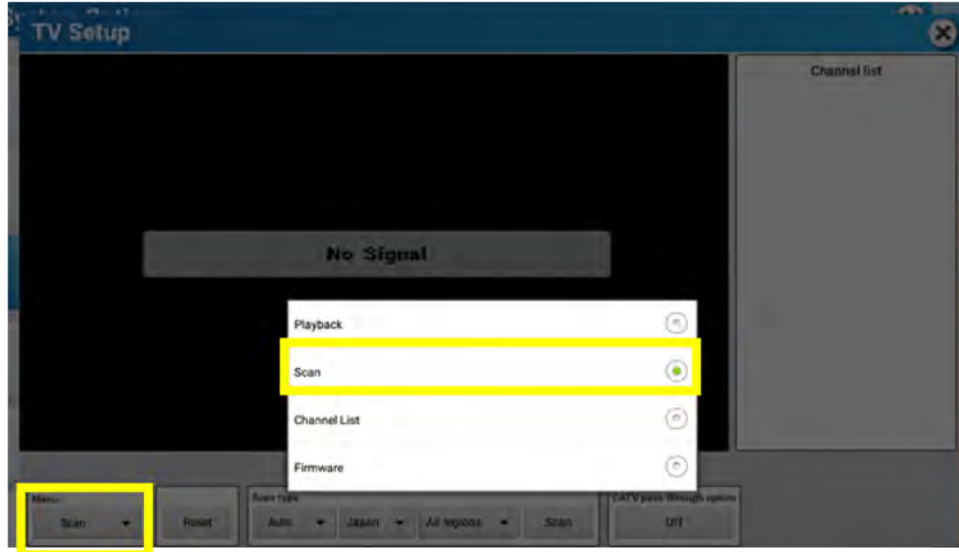 TV Setup
Channel list
No Signal
Playback
Scan
Channel List
Firmware
Menu
Scan
Reset
Scan type
Auto
Japan
All regions
Scan
CATV pass through option
Off